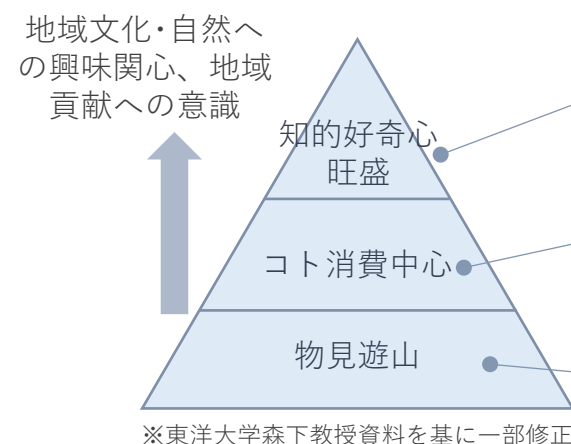 地域文化･自然へ
の興味関心、地域
貢献への意識
知的好奇心
旺盛
コト消費中心
物見遊山
※東洋大学森下教授資料を基に一部修正